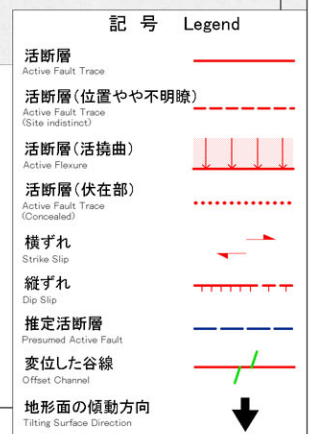 記 号 Legend
活断層
Active Fault Trace
活断層(位置やや不明瞭)
Active Fault Trace
(Site indistinct)
活断層(活撓曲)
Active Flexure
活断層(伏在部)
Active Fault Trace
(Concealed)
横ずれ
Strike Slip
縦ずれ
Dip Slip
推定活断層
Presumed Active Fault
変位した谷線
Offset Channel
地形面の傾動方向
Tilting Surface Direction